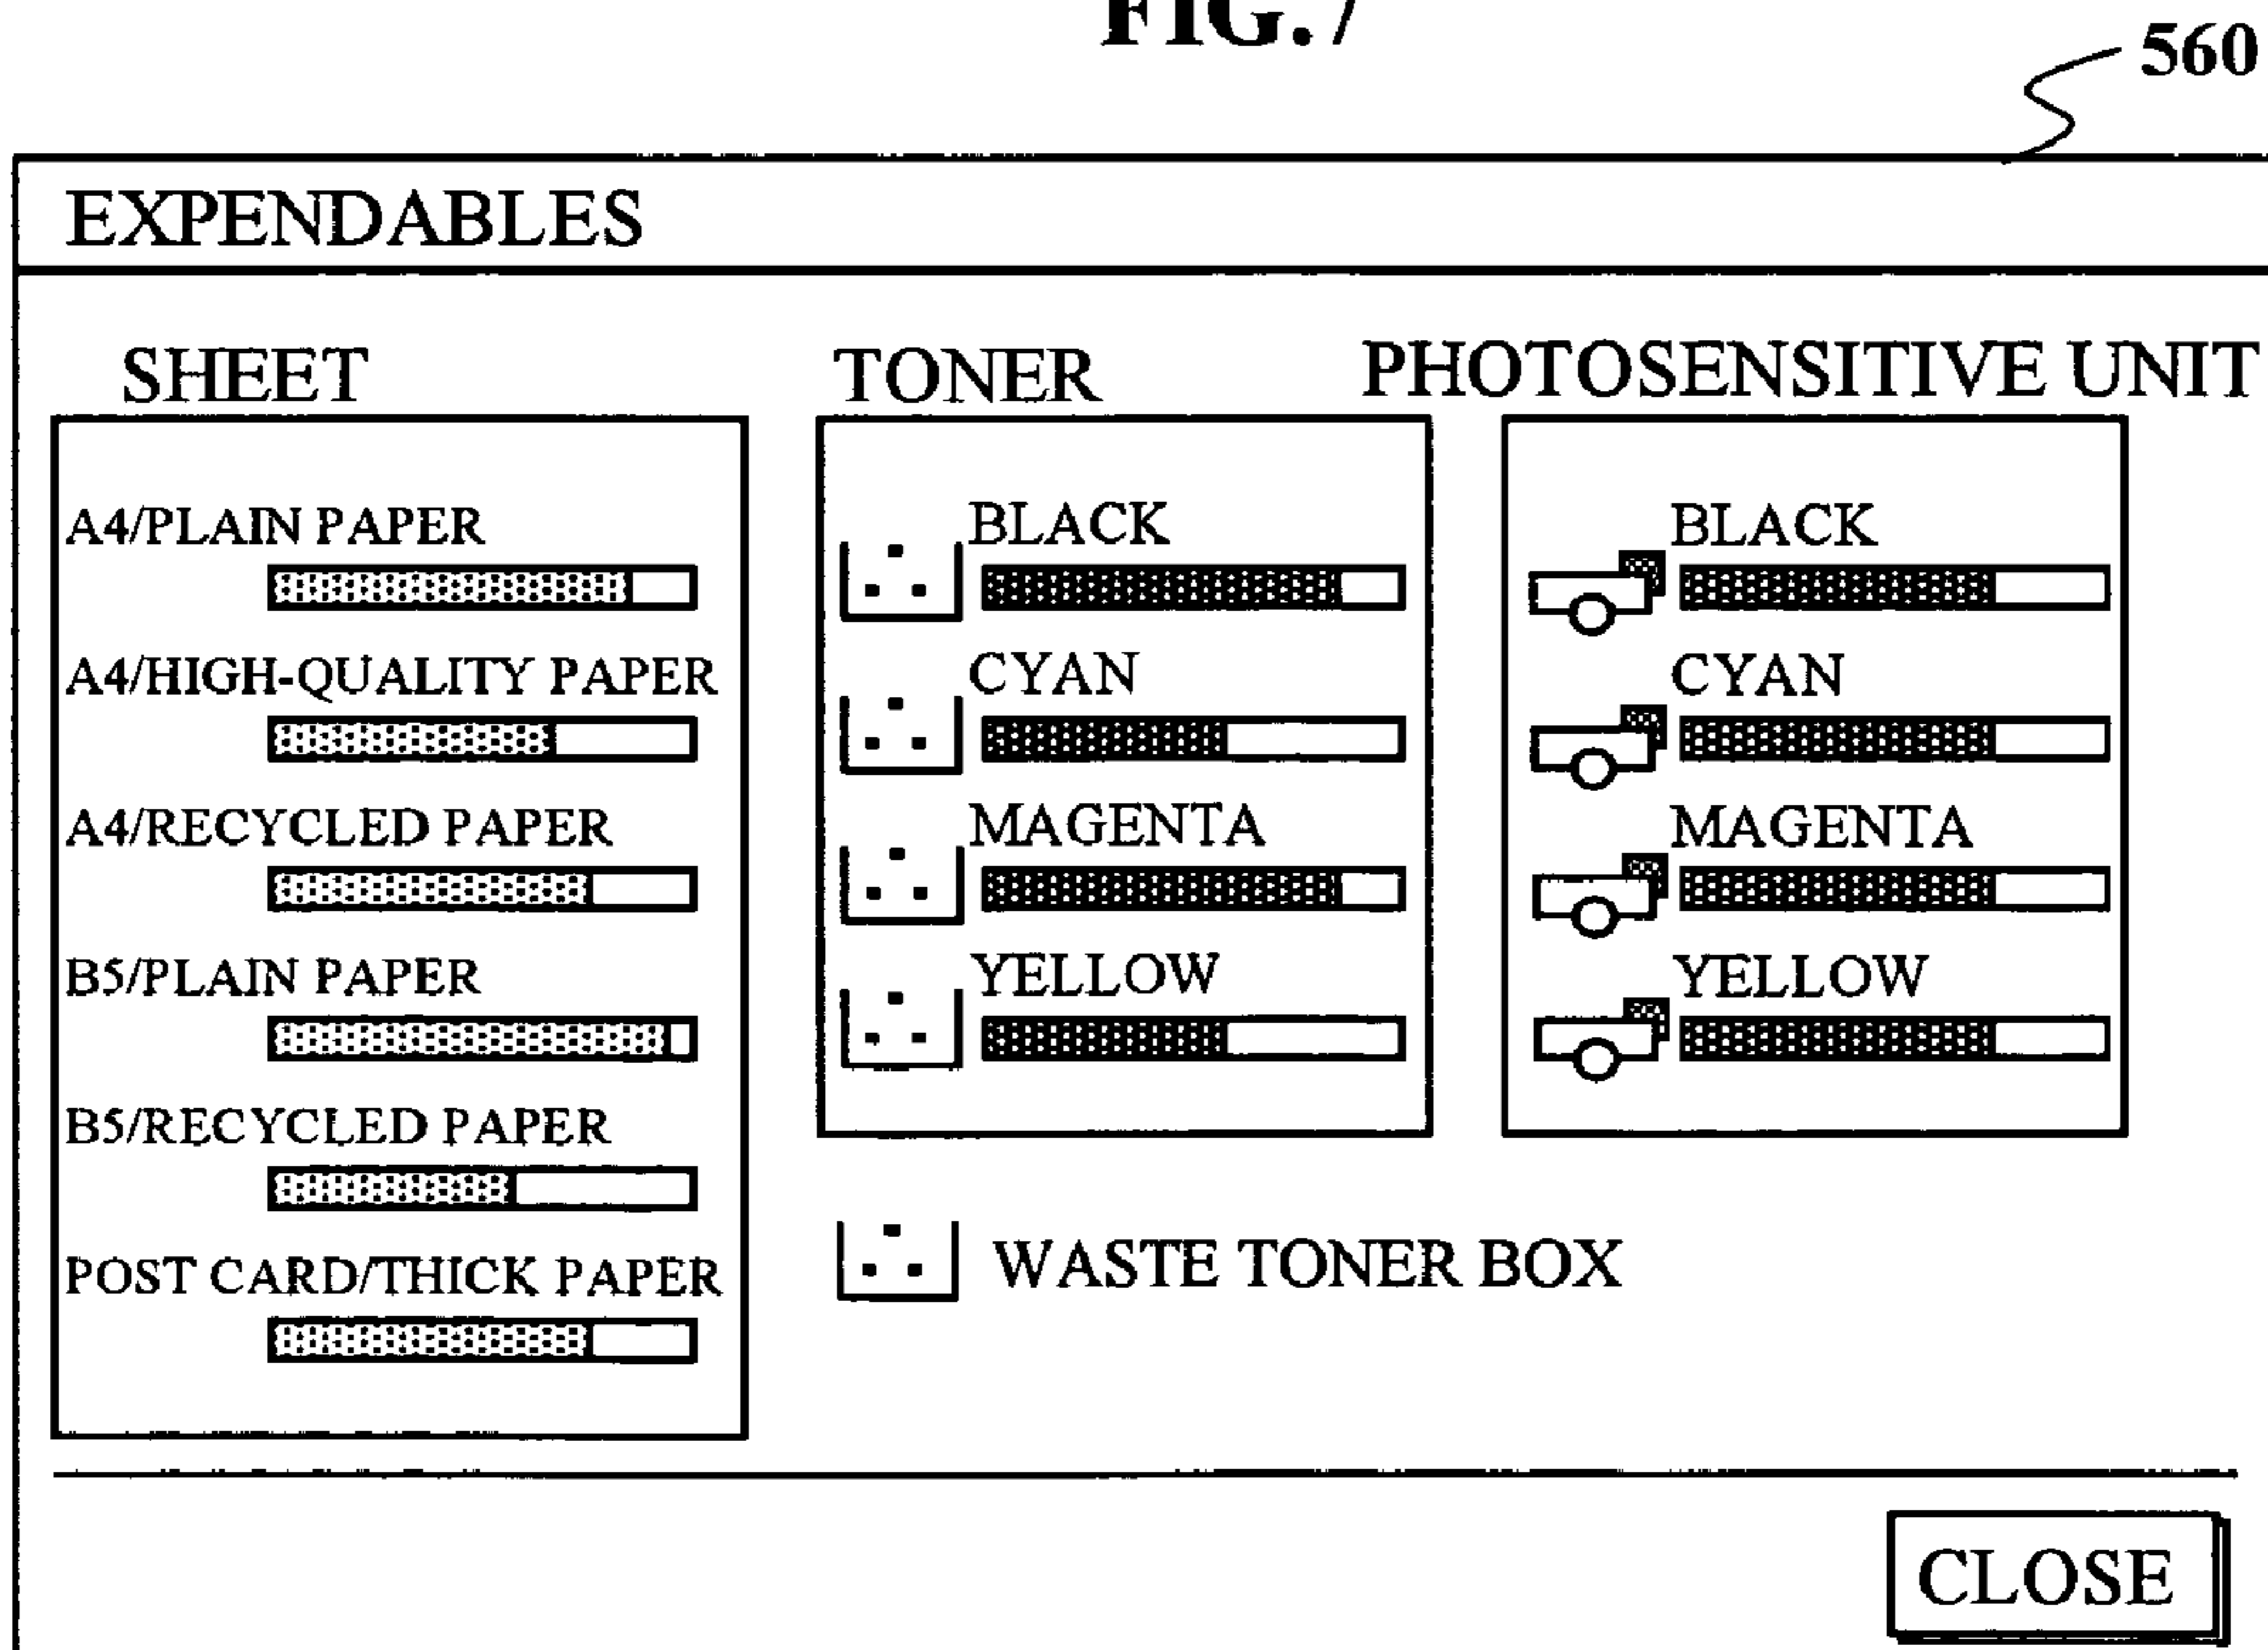 FIG. 7
560
EXPENDABLES
SHEET
A4/PLAIN PAPER
A4/HIGH-QUALITY PAPER
A4/RECYCLED PAPER
B5/PLAIN PAPER
B5/RECYCLED PAPER
POST CARD/THICK PAPER
TONER
BLACK
CYAN
MAGENTA
YELLOW
WASTE TONER BOX
PHOTOSENSITIVE UNIT
BLACK
CYAN
MAGENTA
YELLOW
CLOSE